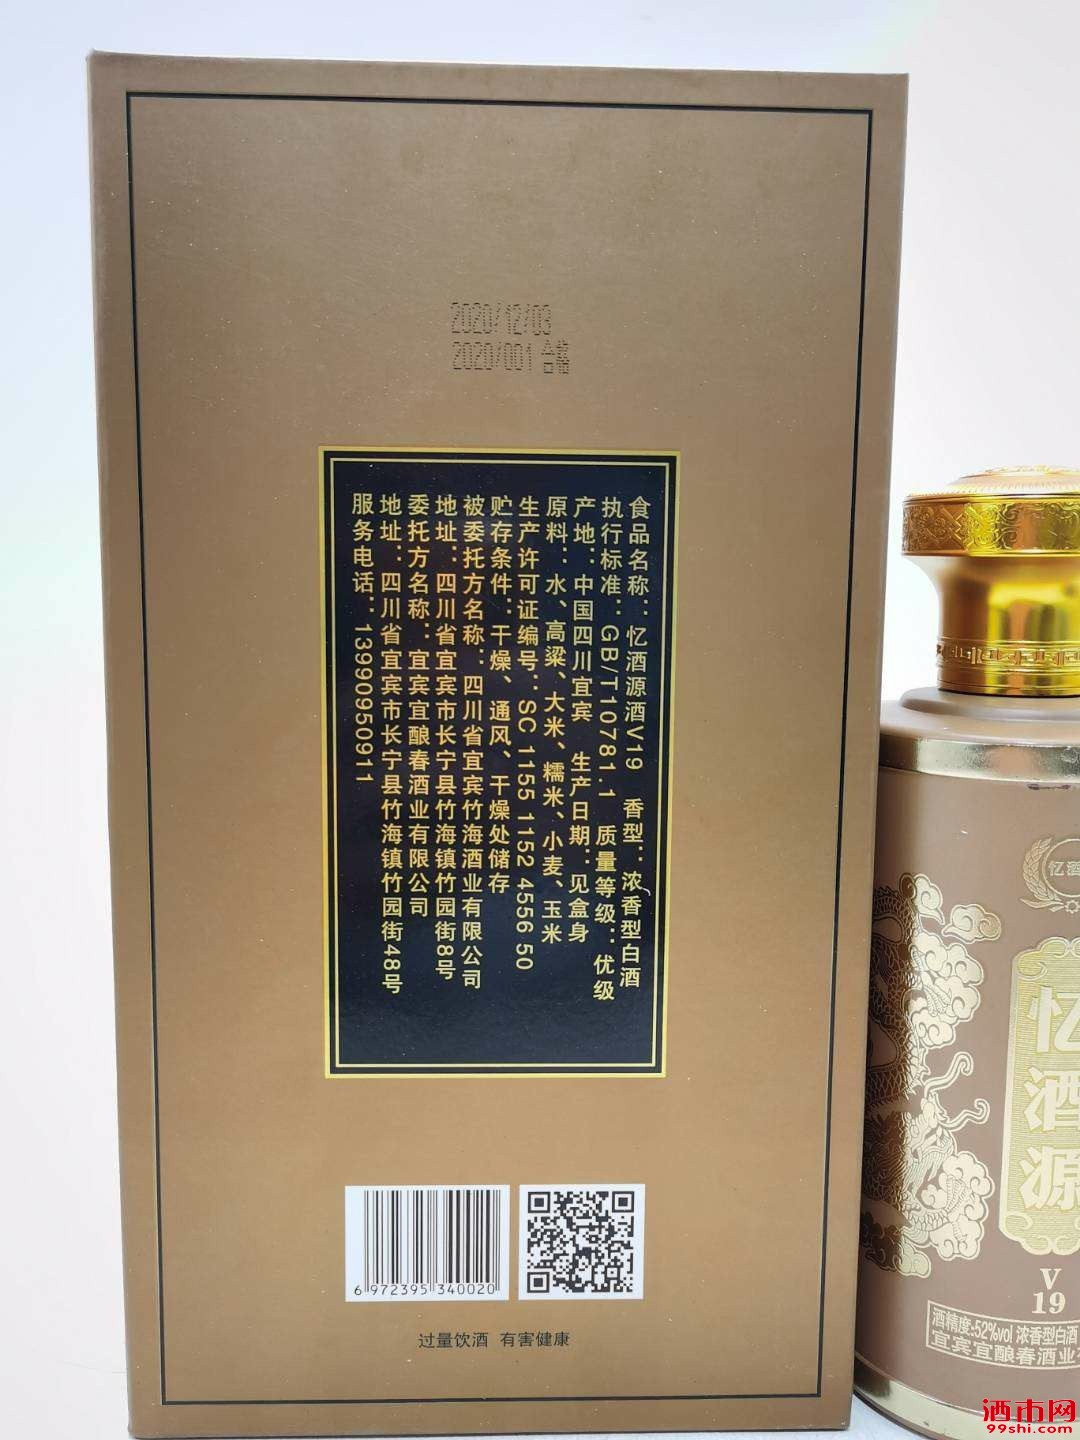 2020/12/03
2020/001 合格
食品名称：忆酒源酒V19 香型：浓香型白酒
执行标准：GB/T10781.1 质量等级：优级
产地：中国四川宜宾 生产日期：见盒身
原料：水、高粱、大米、糯米、小麦、玉米
生产许可证编号：SC 1155 1152 4556 50
贮存条件：干燥、通风、干燥处储存
被委托方名称：四川省宜宾竹海酒业有限公司
地址：四川省宜宾市长宁县竹海镇竹园街8号
委托方名称：宜宾宜酿春酒业有限公司
地址：四川省宜宾市长宁县竹海镇竹园街48号
服务电话：13990950911
6 972395 340020
过量饮酒 有害健康
忆酒
忆酒源
V
19
酒精度:52%vol 浓香型白酒
宜宾宜酿春酒业有
酒市网
99shi.com